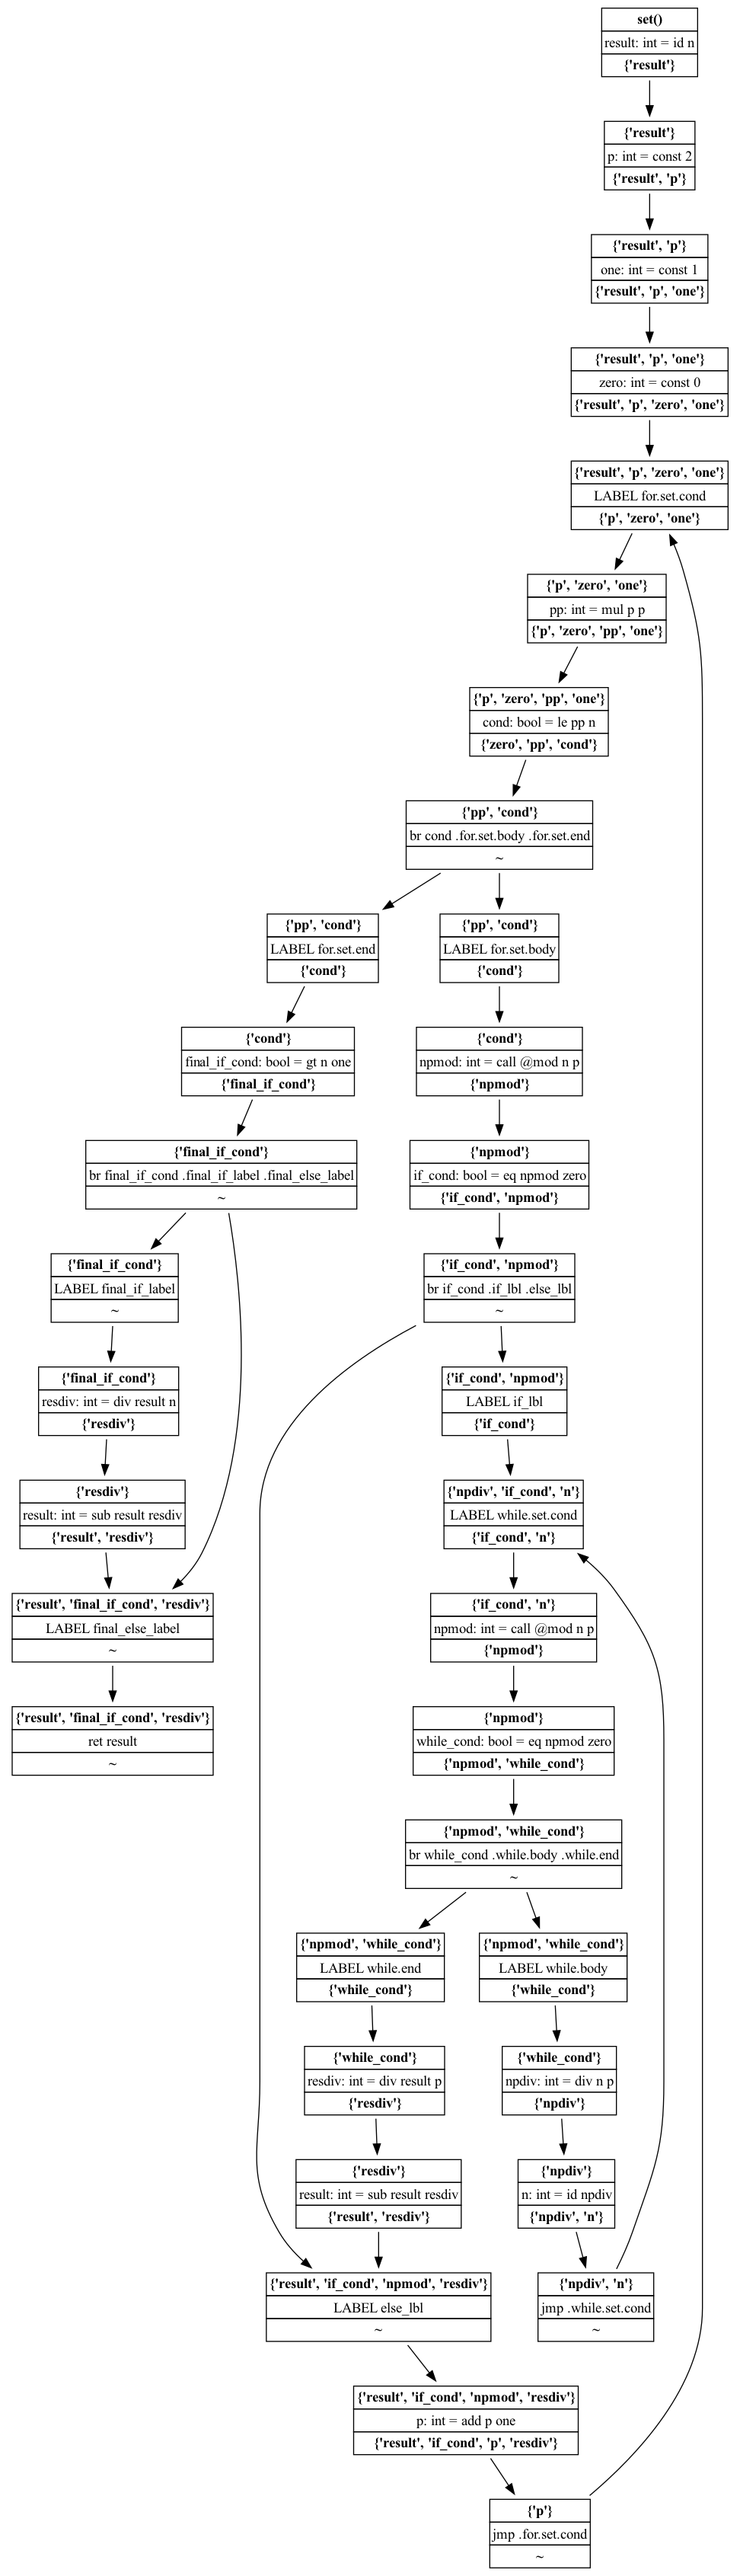 set()
result: int = id n
{'result'}
{'result'}
p: int = const 2
{'result', 'p'}
{'result', 'p'}
one: int = const 1
{'result', 'p', 'one'}
{'result', 'p', 'one'}
zero: int = const 0
{'result', 'p', 'zero', 'one'}
{'result', 'p', 'zero', 'one'}
LABEL for.set.cond
{'p', 'zero', 'one'}
{'p', 'zero', 'one'}
pp: int = mul p p
{'p', 'zero', 'pp', 'one'}
{'p', 'zero', 'pp', 'one'}
cond: bool = le pp n
{'zero', 'pp', 'cond'}
{'pp', 'cond'}
br cond .for.set.body .for.set.end
~
{'pp', 'cond'}
LABEL for.set.end
{'cond'}
{'pp', 'cond'}
LABEL for.set.body
{'cond'}
{'cond'}
final_if_cond: bool = gt n one
{'final_if_cond'}
{'cond'}
npmod: int = call @mod n p
{'npmod'}
{'final_if_cond'}
br final_if_cond .final_if_label .final_else_label
~
{'npmod'}
if_cond: bool = eq npmod zero
{'if_cond', 'npmod'}
{'final_if_cond'}
LABEL final_if_label
~
{'if_cond', 'npmod'}
br if_cond .if_lbl .else_lbl
~
{'final_if_cond'}
resdiv: int = div result n
{'resdiv'}
{'if_cond', 'npmod'}
LABEL if_lbl
{'if_cond'}
{'resdiv'}
result: int = sub result resdiv
{'result', 'resdiv'}
{'npdiv', 'if_cond', 'n'}
LABEL while.set.cond
{'if_cond', 'n'}
{'result', 'final_if_cond', 'resdiv'}
LABEL final_else_label
~
{'if_cond', 'n'}
npmod: int = call @mod n p
{'npmod'}
{'result', 'final_if_cond', 'resdiv'}
ret result
~
{'npmod'}
while_cond: bool = eq npmod zero
{'npmod', 'while_cond'}
{'npmod', 'while_cond'}
br while_cond .while.body .while.end
~
{'npmod', 'while_cond'}
LABEL while.end
{'while_cond'}
{'npmod', 'while_cond'}
LABEL while.body
{'while_cond'}
{'while_cond'}
resdiv: int = div result p
{'resdiv'}
{'while_cond'}
npdiv: int = div n p
{'npdiv'}
{'resdiv'}
result: int = sub result resdiv
{'result', 'resdiv'}
{'npdiv'}
n: int = id npdiv
{'npdiv', 'n'}
{'result', 'if_cond', 'npmod', 'resdiv'}
LABEL else_lbl
~
{'npdiv', 'n'}
jmp .while.set.cond
~
{'result', 'if_cond', 'npmod', 'resdiv'}
p: int = add p one
{'result', 'if_cond', 'p', 'resdiv'}
{'p'}
jmp .for.set.cond
~